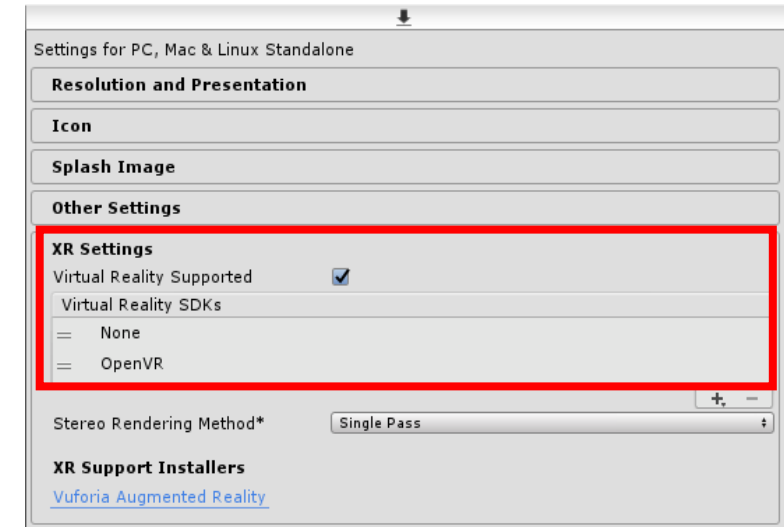 Settings for PC, Mac & Linux Standalone
Resolution and Presentation
Icon
Splash Image
Other Settings
XR Settings
Virtual Reality Supported
Virtual Reality SDKs
None
OpenVR
Stereo Rendering Method* Single Pass
XR Support Installers
Vuforia Augmented Reality